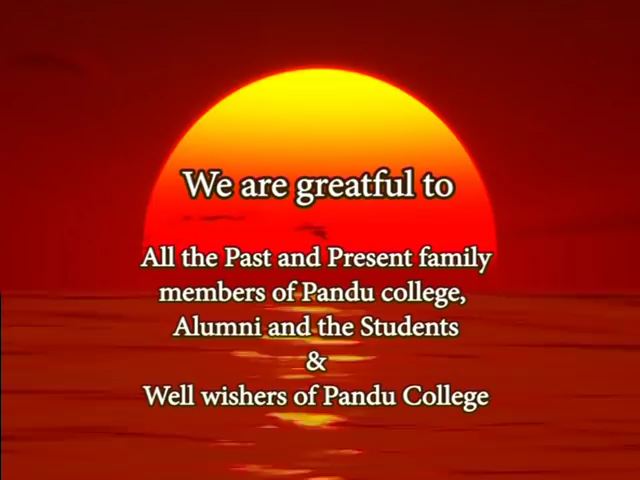 We are greatful to
All the Past and Present family
members of Pandu college,
Alumni and the Students
&
Well wishers of Pandu College